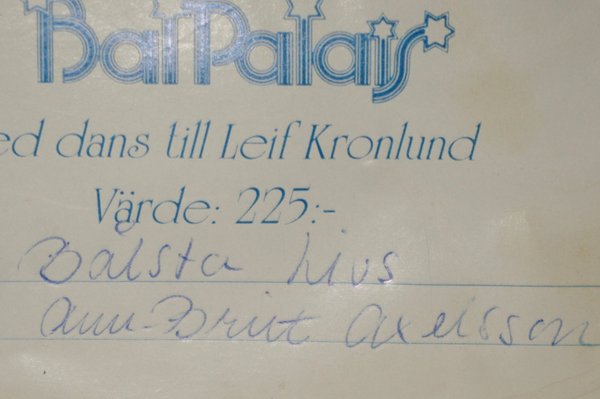 BalPalais
ed dans till Leif Kronlund
Värde: 225:-
Bålsta Livs
Ann-Britt Axelsson